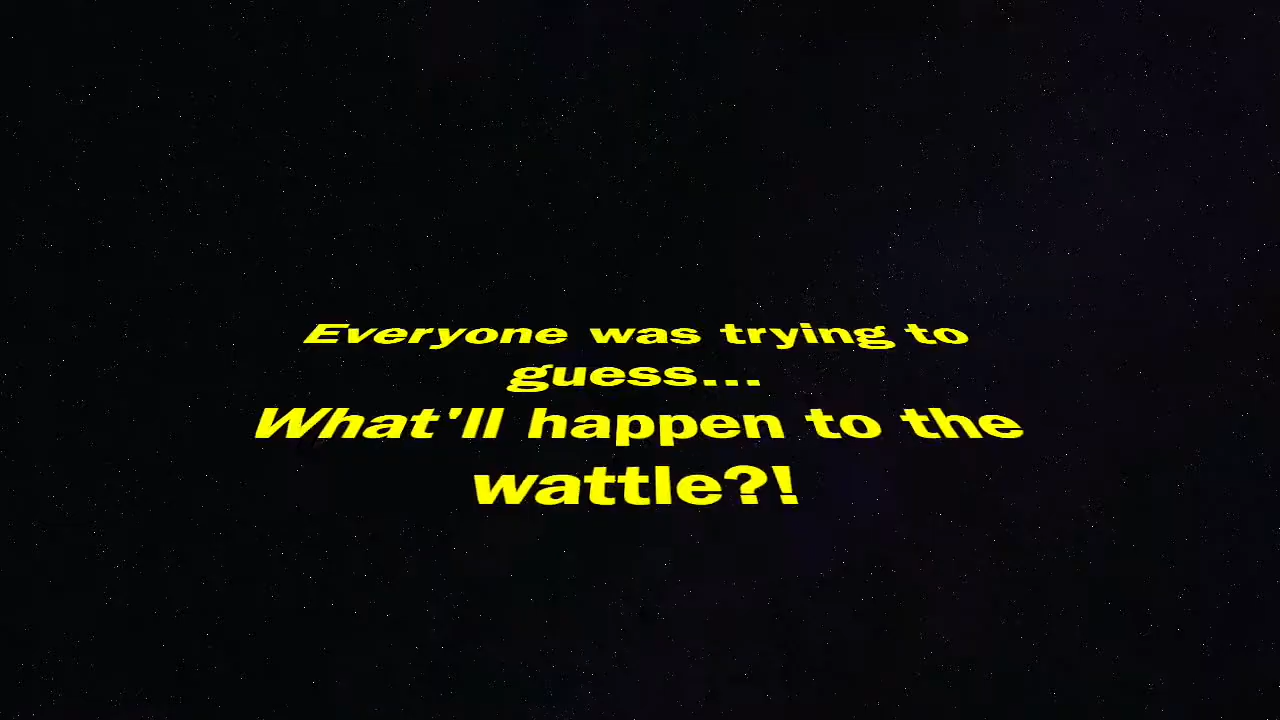 Everyone was trying to
guess...
What'll happen to the
wattle?!